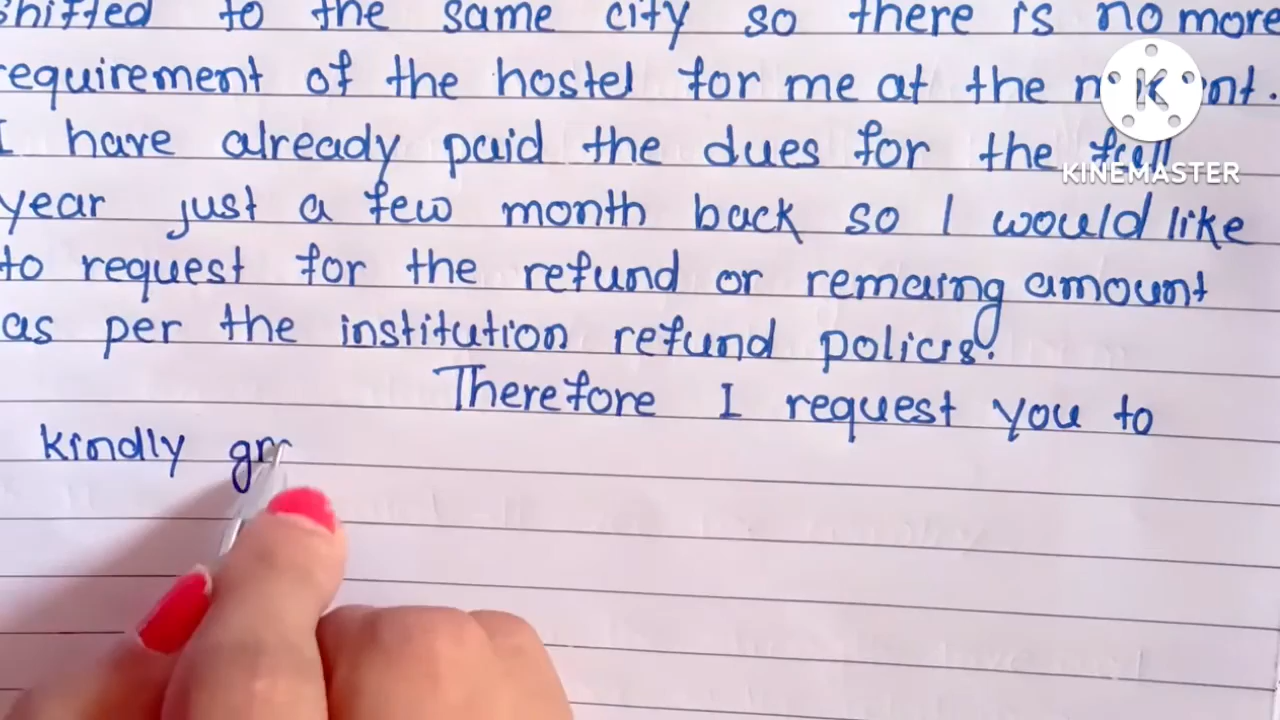 shifted to the same city so there is no more
requirement of the hostel for me at the
I have already paid the dues for the full
year just a few month back so I would like
to request for the refund or remaing amount
as per the institution refund policis.
Therefore I request you to
kindly
K
KINEMASTER